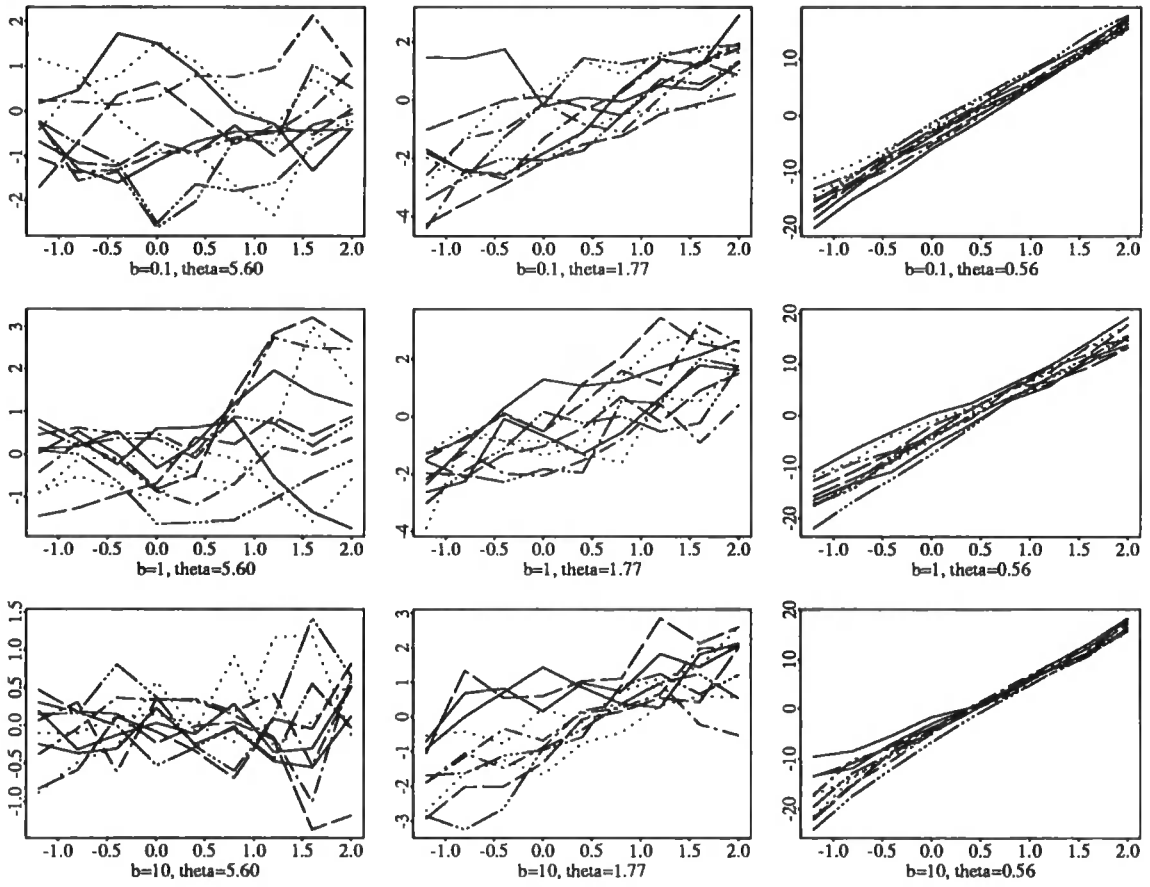 2
1
0
-1
-2
-1.0 -0.5 0.0 0.5 1.0 1.5 2.0
b=0.1, theta=5.60
2
0
-2
-4
-1.0 -0.5 0.0 0.5 1.0 1.5 2.0
b=0.1, theta=1.77
10
0
-10
-20
-1.0 -0.5 0.0 0.5 1.0 1.5 2.0
b=0.1, theta=0.56
3
2
1
0
-1
-1.0 -0.5 0.0 0.5 1.0 1.5 2.0
b=1, theta=5.60
2
0
-2
-4
-1.0 -0.5 0.0 0.5 1.0 1.5 2.0
b=1, theta=1.77
20
10
0
-10
-20
-1.0 -0.5 0.0 0.5 1.0 1.5 2.0
b=1, theta=0.56
1.5
1.0
0.5
0.0
-0.5
-1.0
-1.0 -0.5 0.0 0.5 1.0 1.5 2.0
b=10, theta=5.60
3
2
1
0
-1
-2
-3
-1.0 -0.5 0.0 0.5 1.0 1.5 2.0
b=10, theta=1.77
20
10
0
-10
-20
-1.0 -0.5 0.0 0.5 1.0 1.5 2.0
b=10, theta=0.56